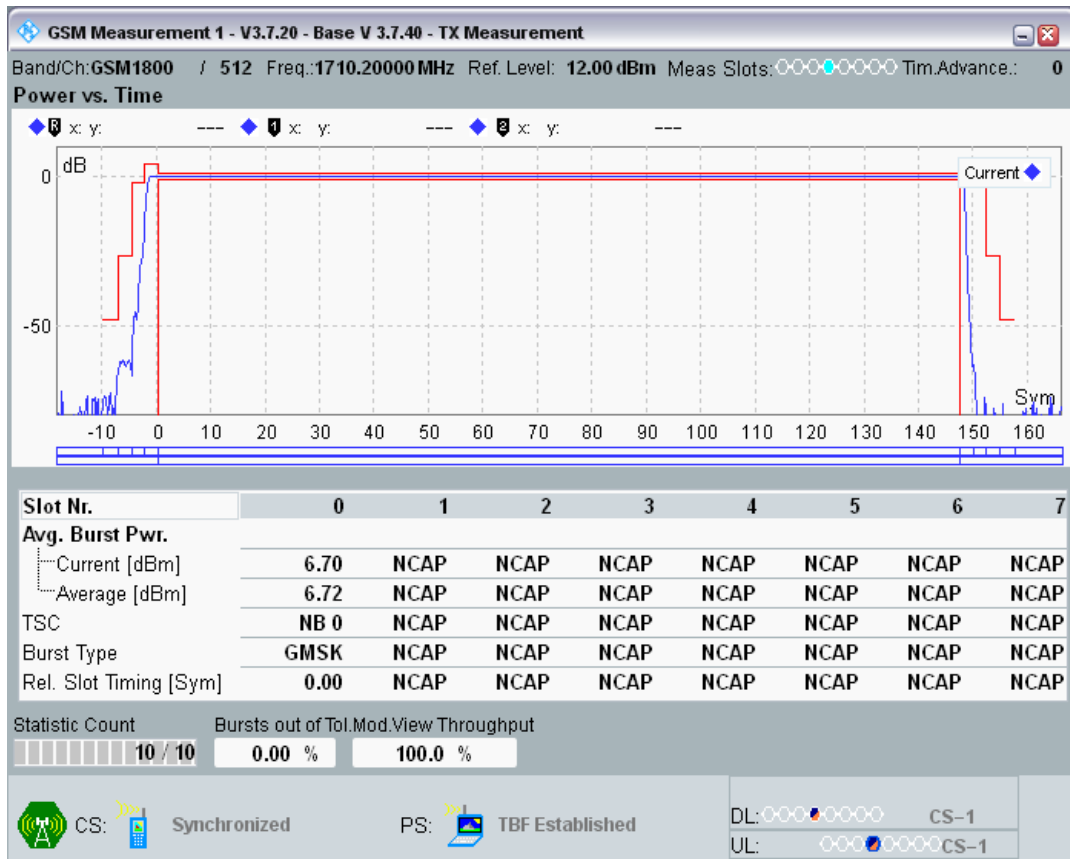 GSM Measurement 1 - V3.7.20 - Base V 3.7.40 - TX Measurement
Band/Ch:GSM1800 / 512 Freq.:1710.20000 MHz Ref. Level: 12.00 dBm Meas Slots: Tim.Advance.: 0
Power vs. Time
R x: y: --- 1 x: y: --- 2 x: y: ---
dB
Current
0
-50
Sym
-10 0 10 20 30 40 50 60 70 80 90 100 110 120 130 140 150 160
Slot Nr. 0 1 2 3 4 5 6 7
Avg. Burst Pwr.
Current [dBm] 6.70 NCAP NCAP NCAP NCAP NCAP NCAP NCAP
Average [dBm] 6.72 NCAP NCAP NCAP NCAP NCAP NCAP NCAP
TSC NB 0 NCAP NCAP NCAP NCAP NCAP NCAP NCAP
Burst Type GMSK NCAP NCAP NCAP NCAP NCAP NCAP NCAP
Rel. Slot Timing [Sym] 0.00 NCAP NCAP NCAP NCAP NCAP NCAP NCAP
Statistic Count Bursts out of Tol. Mod.View Throughput
10 / 10 0.00 % 100.0 %
CS: Synchronized PS: TBF Established
DL: CS-1
UL: CS-1